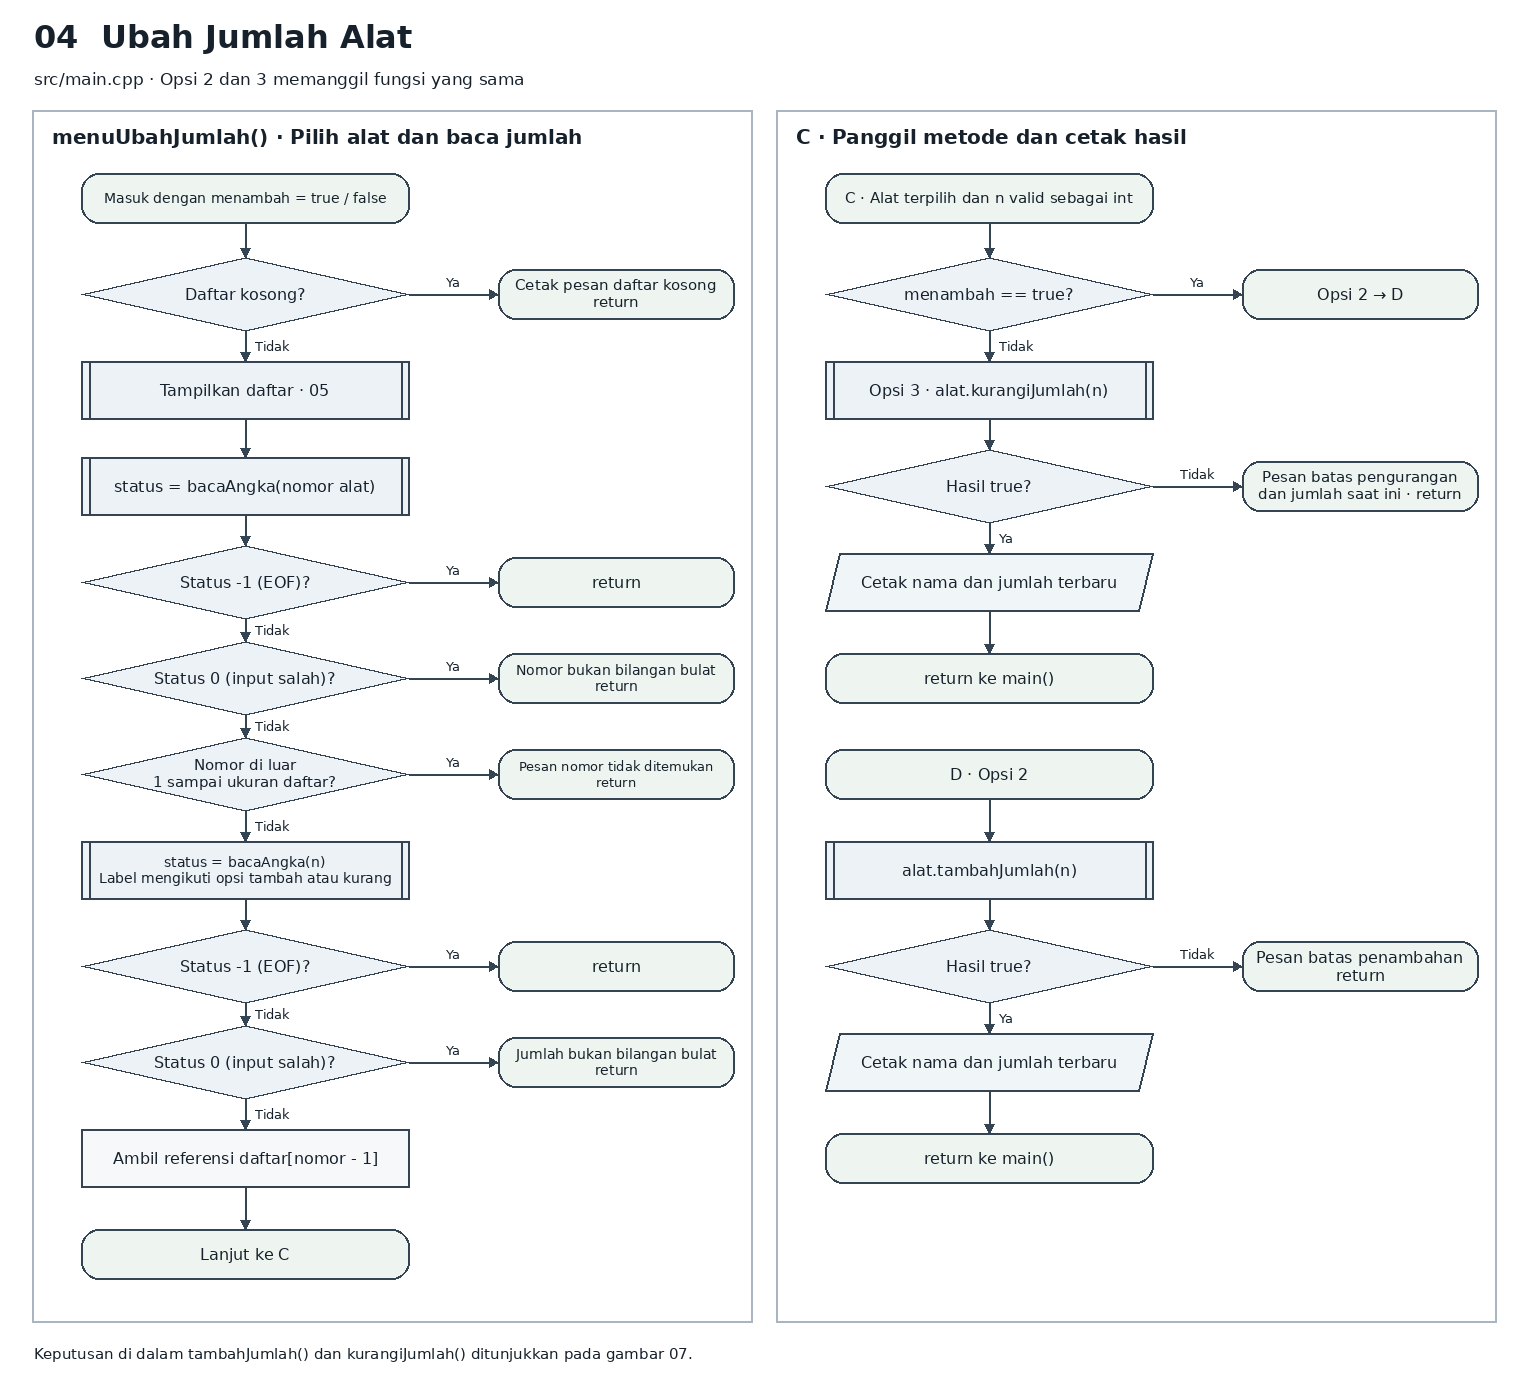 04 Ubah Jumlah Alat
src/main.cpp · Opsi 2 dan 3 memanggil fungsi yang sama
menuUbahJumlah() · Pilih alat dan baca jumlah
Masuk dengan menambah = true / false
Daftar kosong?
Ya
Cetak pesan daftar kosong
return
Tidak
Tampilkan daftar · 05
status = bacaAngka(nomor alat)
Status -1 (EOF)?
Ya
return
Tidak
Status 0 (input salah)?
Ya
Nomor bukan bilangan bulat
return
Tidak
Nomor di luar
1 sampai ukuran daftar?
Ya
Pesan nomor tidak ditemukan
return
Tidak
status = bacaAngka(n)
Label mengikuti opsi tambah atau kurang
Status -1 (EOF)?
Ya
return
Tidak
Status 0 (input salah)?
Ya
Jumlah bukan bilangan bulat
return
Tidak
Ambil referensi daftar[nomor - 1]
Lanjut ke C
C · Panggil metode dan cetak hasil
C · Alat terpilih dan n valid sebagai int
menambah == true?
Ya
Opsi 2 → D
Tidak
Opsi 3 · alat.kurangiJumlah(n)
Hasil true?
Tidak
Pesan batas pengurangan
dan jumlah saat ini · return
Ya
Cetak nama dan jumlah terbaru
return ke main()
D · Opsi 2
alat.tambahJumlah(n)
Hasil true?
Tidak
Pesan batas penambahan
return
Ya
Cetak nama dan jumlah terbaru
return ke main()
Keputusan di dalam tambahJumlah() dan kurangiJumlah() ditunjukkan pada gambar 07.